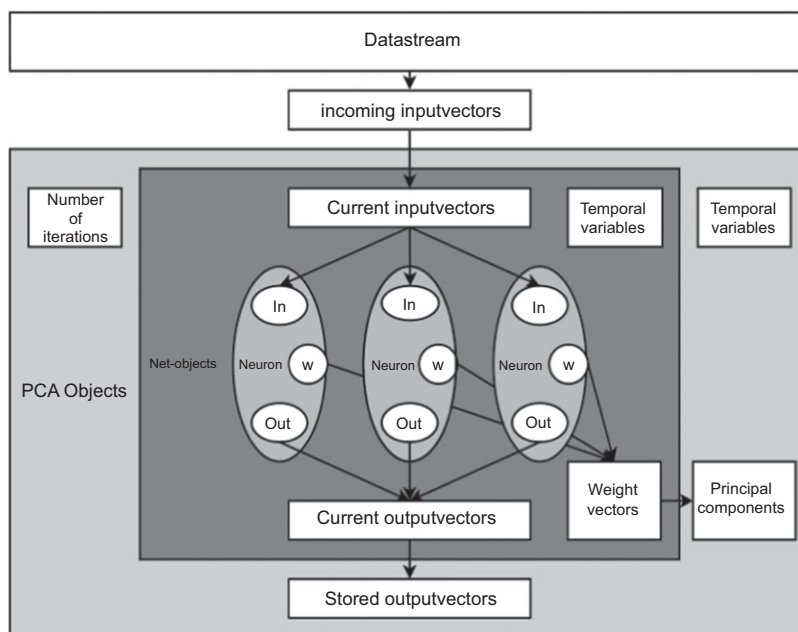 Datastream
incoming inputvectors
Number
of
iterations
Current inputvectors
Temporal
variables
Temporal
variables
In
In
In
Net-objects
Neuron
w
Neuron
w
Neuron
w
PCA Objects
Out
Out
Out
Weight
vectors
Principal
components
Current outputvectors
Stored outputvectors